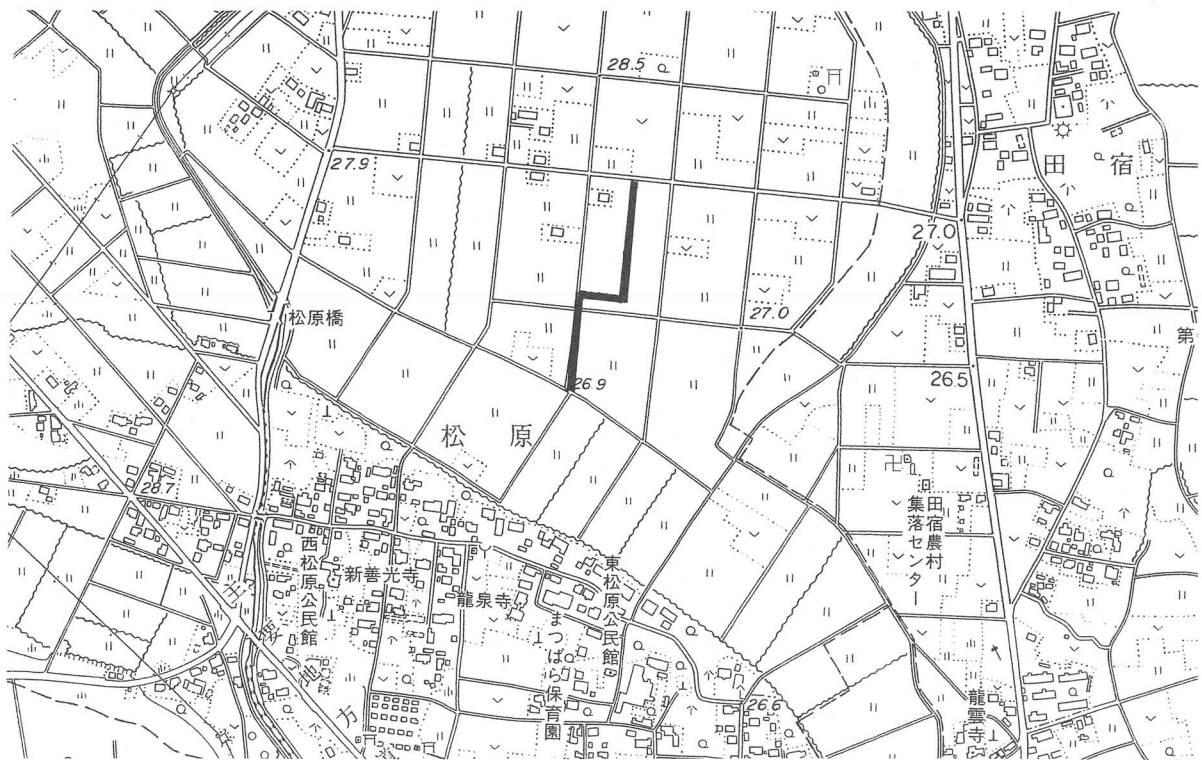 28.5
27.9
田宿
27.0
松原橋
27.0
第
26.5
26.9
松原
28.7
田宿農村
集落センター
西松原公民館
新善光寺
龍泉寺
東松原公民館
まつばら保育園
26.6
龍雲寺
方